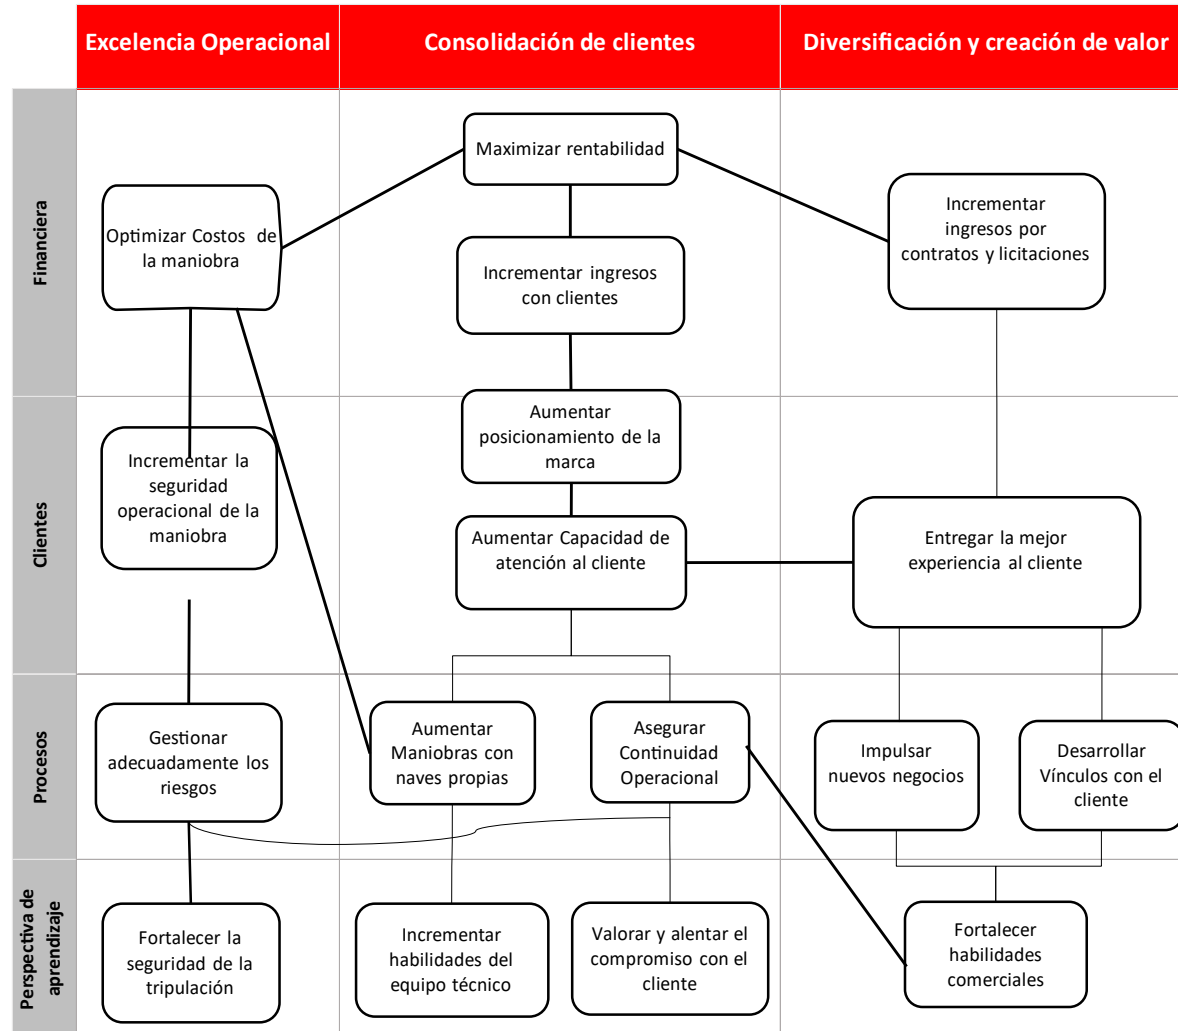 Excelencia Operacional
Consolidación de clientes
Diversificación y creación de valor
Financiera
Maximizar rentabilidad
Optimizar Costos de
la maniobra
Incrementar ingresos
con clientes
Incrementar
ingresos por
contratos y licitaciones
Clientes
Incrementar la
seguridad
operacional de la
maniobra
Aumentar
posicionamiento de la
marca
Aumentar Capacidad de
atención al cliente
Entregar la mejor
experiencia al cliente
Procesos
Gestionar
adecuadamente los
riesgos
Aumentar
Maniobras con
naves propias
Asegurar
Continuidad
Operacional
Impulsar
nuevos negocios
Desarrollar
Vínculos con el
cliente
Perspectiva de
aprendizaje
Fortalecer la
seguridad de la
tripulación
Incrementar
habilidades del
equipo técnico
Valorar y alentar el
compromiso con el
cliente
Fortalecer
habilidades
comerciales